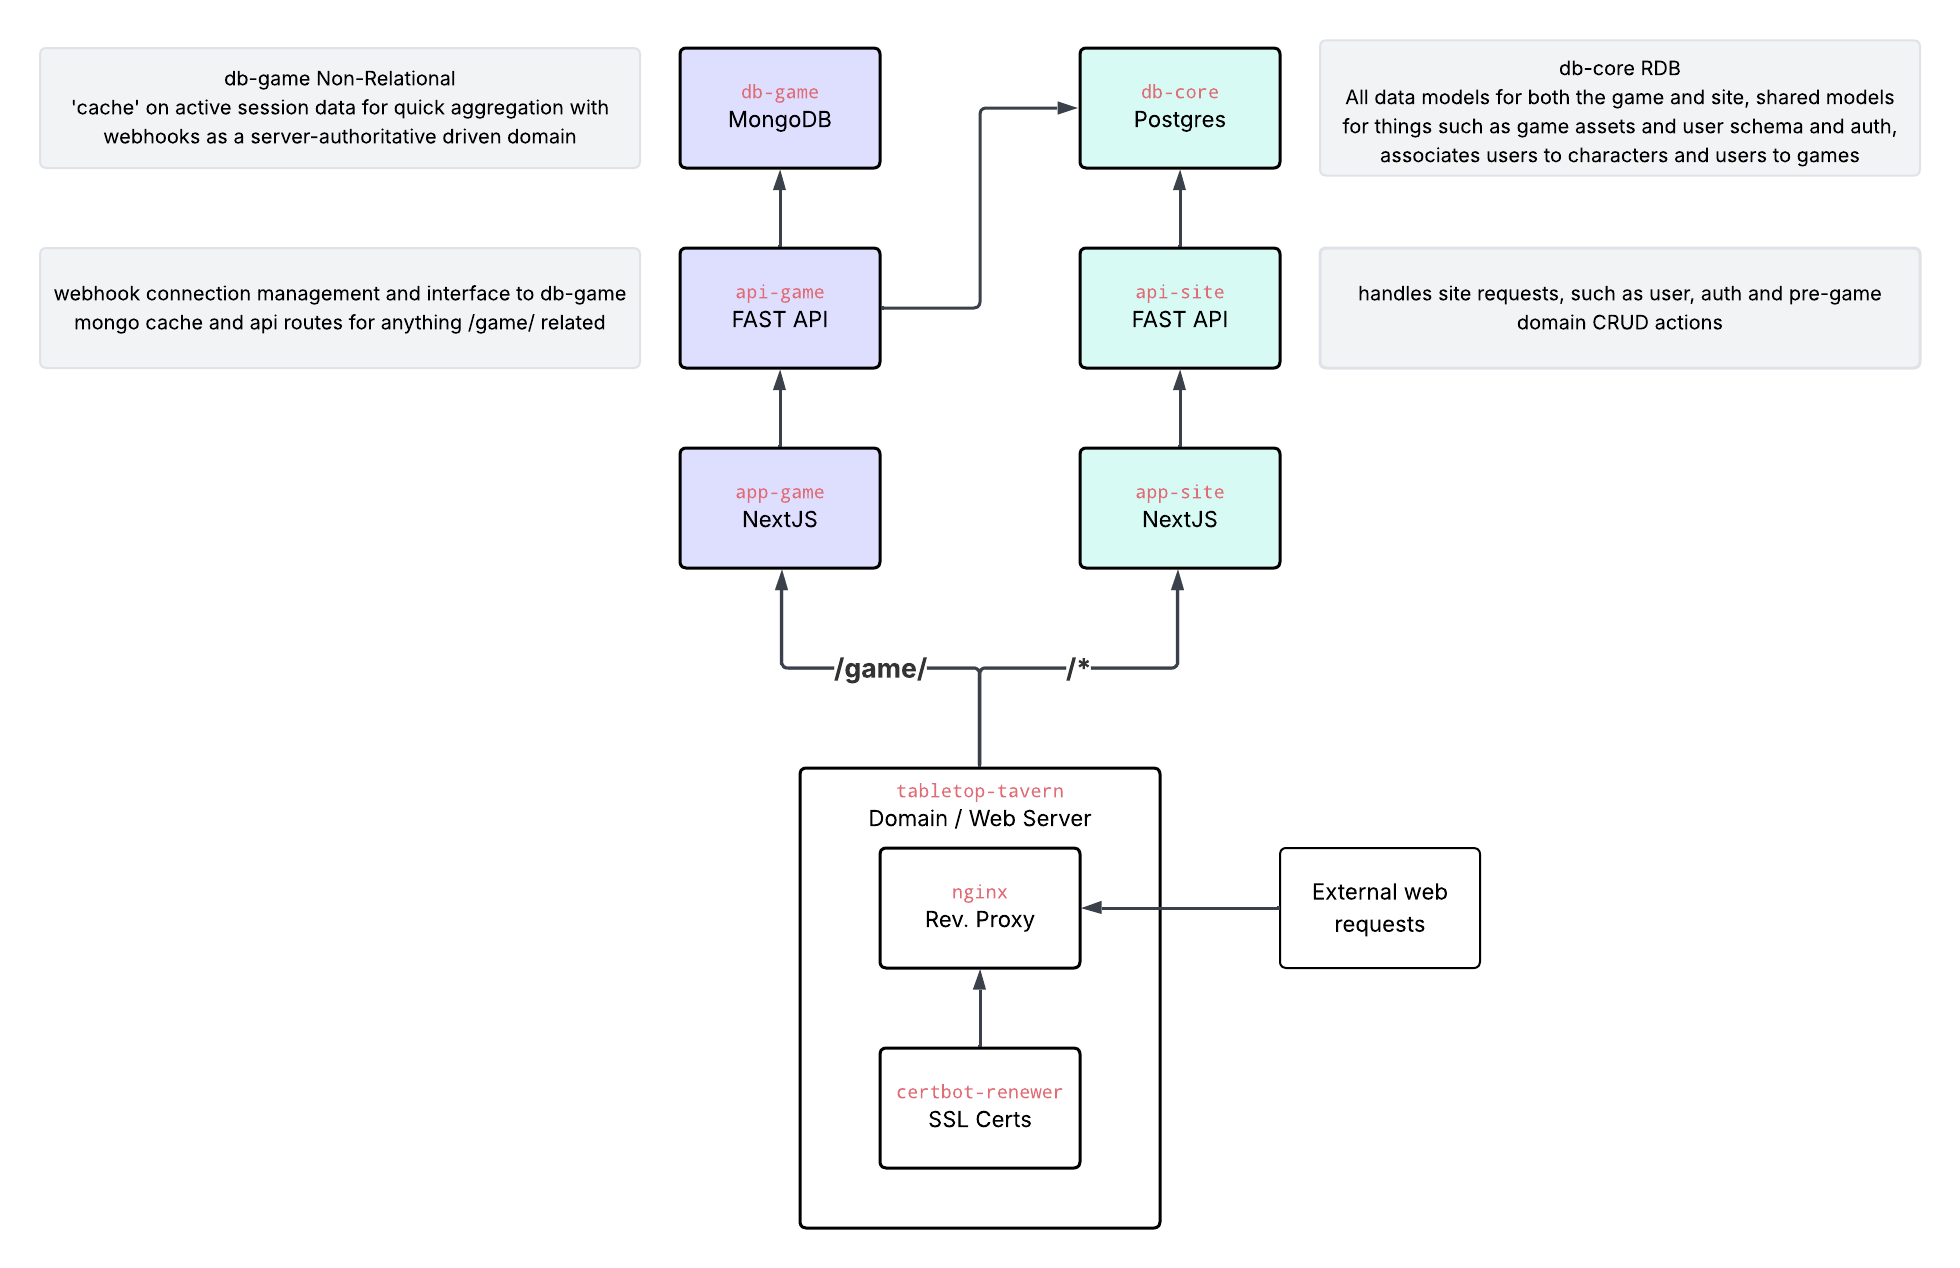 db-game Non-Relational
'cache' on active session data for quick aggregation with
webhooks as a server-authoritative driven domain
db-game
MongoDB
db-core
Postgres
db-core RDB
All data models for both the game and site, shared models
for things such as game assets and user schema and auth,
associates users to characters and users to games
webhook connection management and interface to db-game
mongo cache and api routes for anything /game/ related
api-game
FAST API
api-site
FAST API
handles site requests, such as user, auth and pre-game
domain CRUD actions
app-game
NextJS
app-site
NextJS
/game/
/*
tabletop-tavern
Domain / Web Server
nginx
Rev. Proxy
External web
requests
certbot-renewer
SSL Certs